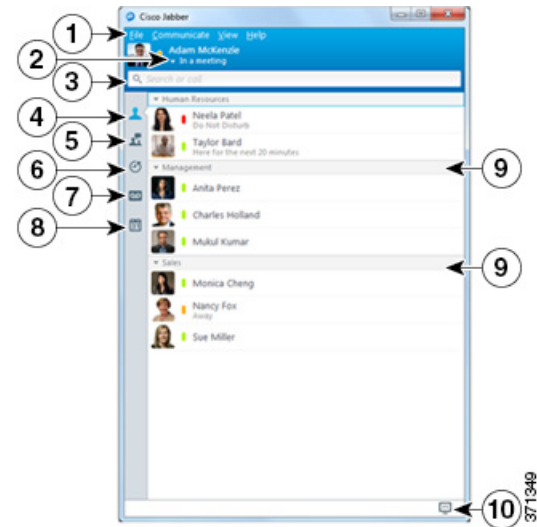 Cisco Jabber
1
File Communicate View Help
Adam McKenzie
2
In a meeting
3
Search or call
Human Resources
4
Neela Patel
Do Not Disturb
5
Taylor Bard
Here for the next 20 minutes
6
Management
9
7
Anita Perez
8
Charles Holland
Mukul Kumar
Sales
9
Monica Cheng
Nancy Fox
Away
Sue Miller
10
371349